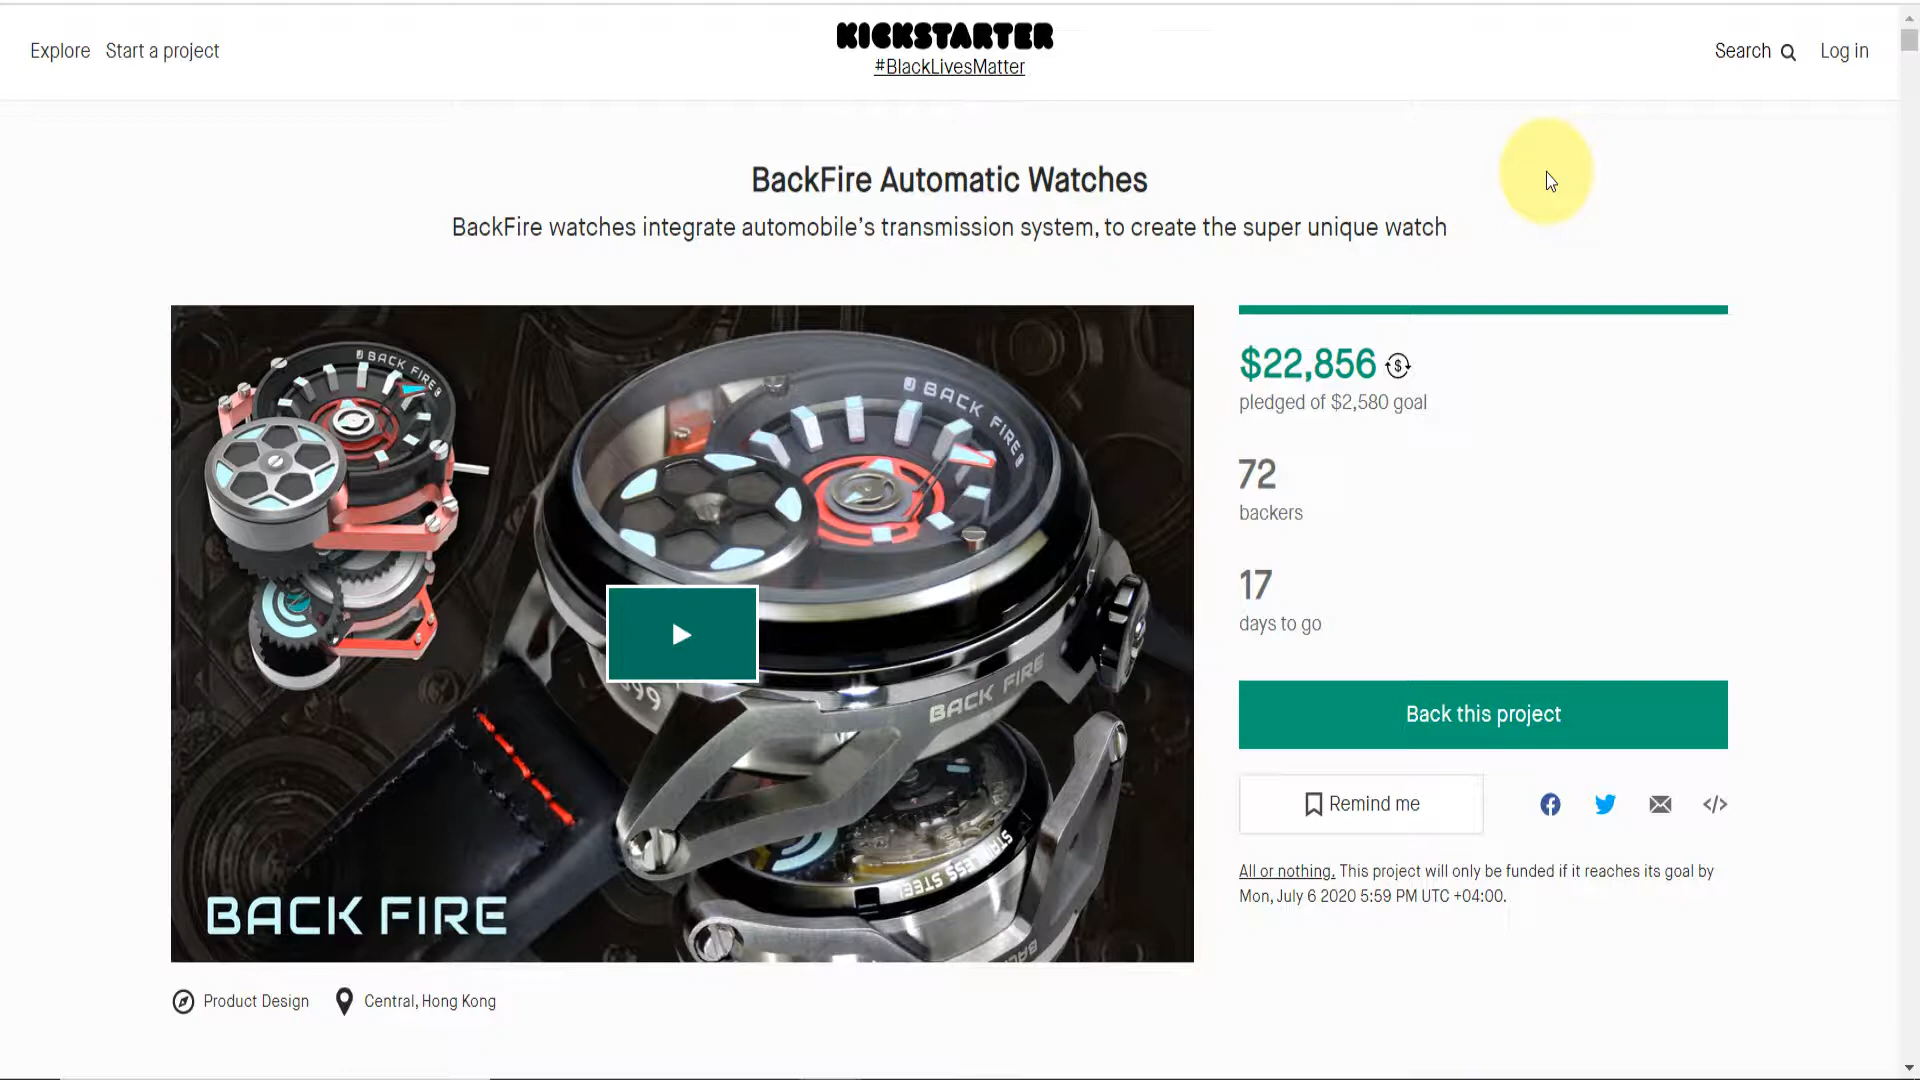 Explore Start a project
KICKSTARTER
#BlackLivesMatter
Search Log in
BackFire Automatic Watches
BackFire watches integrate automobile’s transmission system, to create the super unique watch
BACK FIRE
BACK FIRE
BACK FIRE
STAINLESS STEEL
BACK FIRE
$22,856
pledged of $2,580 goal
72
backers
17
days to go
Back this project
Remind me
All or nothing. This project will only be funded if it reaches its goal by
Mon, July 6 2020 5:59 PM UTC +04:00.
Product Design Central, Hong Kong